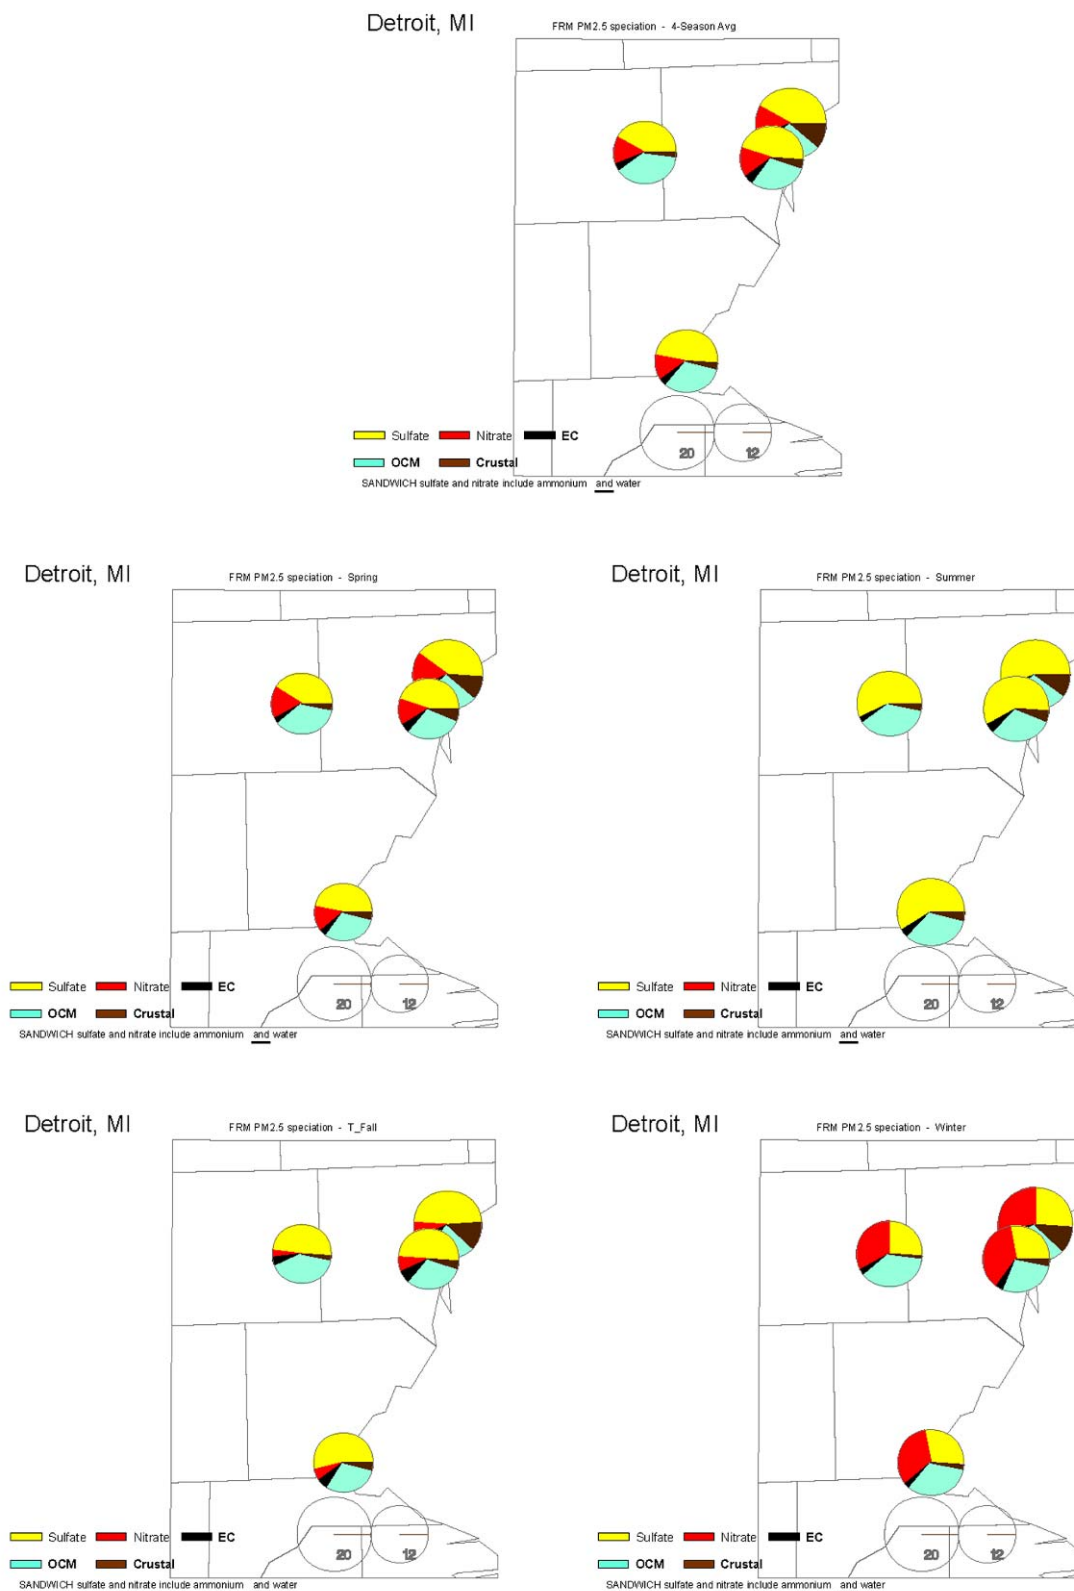 Detroit, MI
FRM PM2.5 speciation - 4-Season Avg
20 12
Sulfate Nitrate EC
OCM Crustal
SANDWICH sulfate and nitrate include ammonium and water
Detroit, MI
FRM PM2.5 speciation - Spring
20 12
Sulfate Nitrate EC
OCM Crustal
SANDWICH sulfate and nitrate include ammonium and water
Detroit, MI
FRM PM2.5 speciation - Summer
20 12
Sulfate Nitrate EC
OCM Crustal
SANDWICH sulfate and nitrate include ammonium and water
Detroit, MI
FRM PM2.5 speciation - T_Fall
Sulfate Nitrate EC
20 12
OCM Crustal
SANDWICH sulfate and nitrate include ammonium and water
Detroit, MI
FRM PM2.5 speciation - Winter
Sulfate Nitrate EC
20 12
OCM Crustal
SANDWICH sulfate and nitrate include ammonium and water